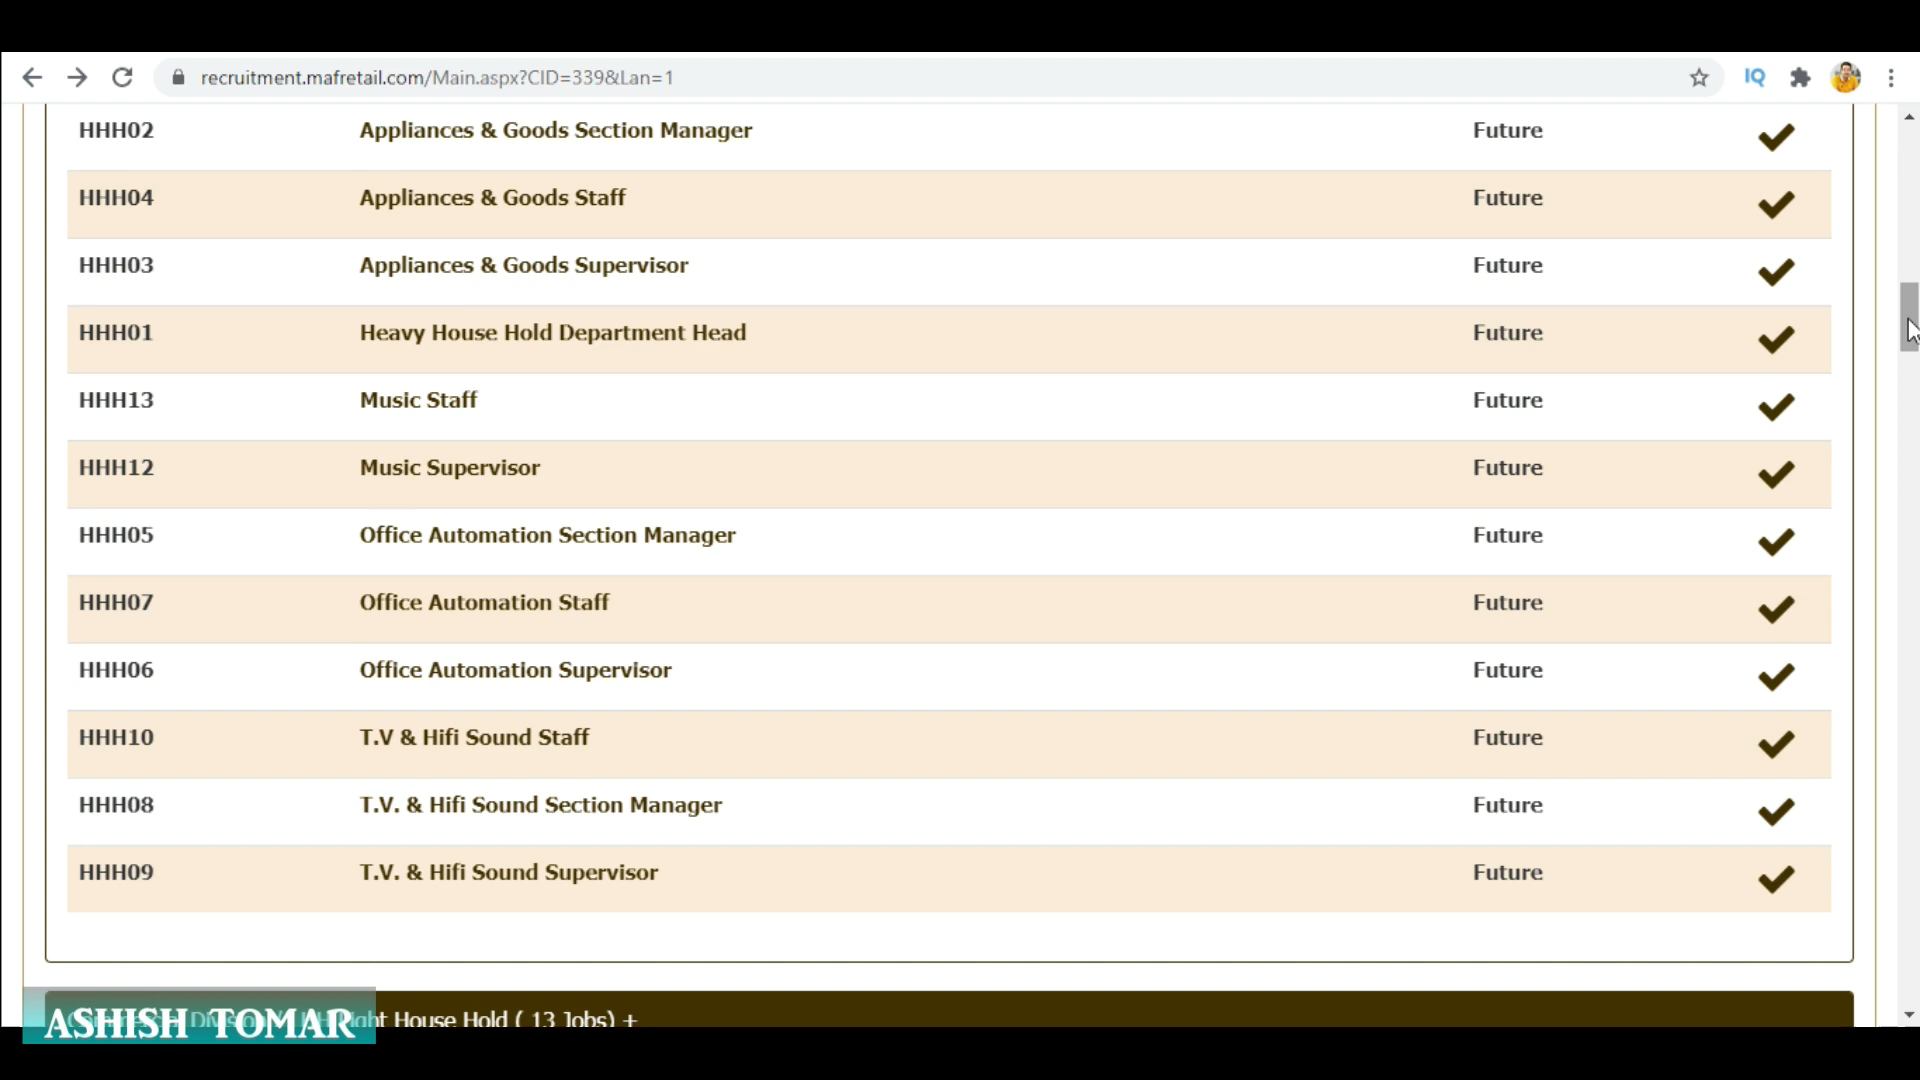 recruitment.mafretail.com/Main.aspx?CID=339&Lan=1
IQ
HHH02 Appliances & Goods Section Manager Future
HHH04 Appliances & Goods Staff Future
HHH03 Appliances & Goods Supervisor Future
HHH01 Heavy House Hold Department Head Future
HHH13 Music Staff Future
HHH12 Music Supervisor Future
HHH05 Office Automation Section Manager Future
HHH07 Office Automation Staff Future
HHH06 Office Automation Supervisor Future
HHH10 T.V & Hifi Sound Staff Future
HHH08 T.V. & Hifi Sound Section Manager Future
HHH09 T.V. & Hifi Sound Supervisor Future
House Hold ( 13 Jobs) +
ASHISH TOMAR